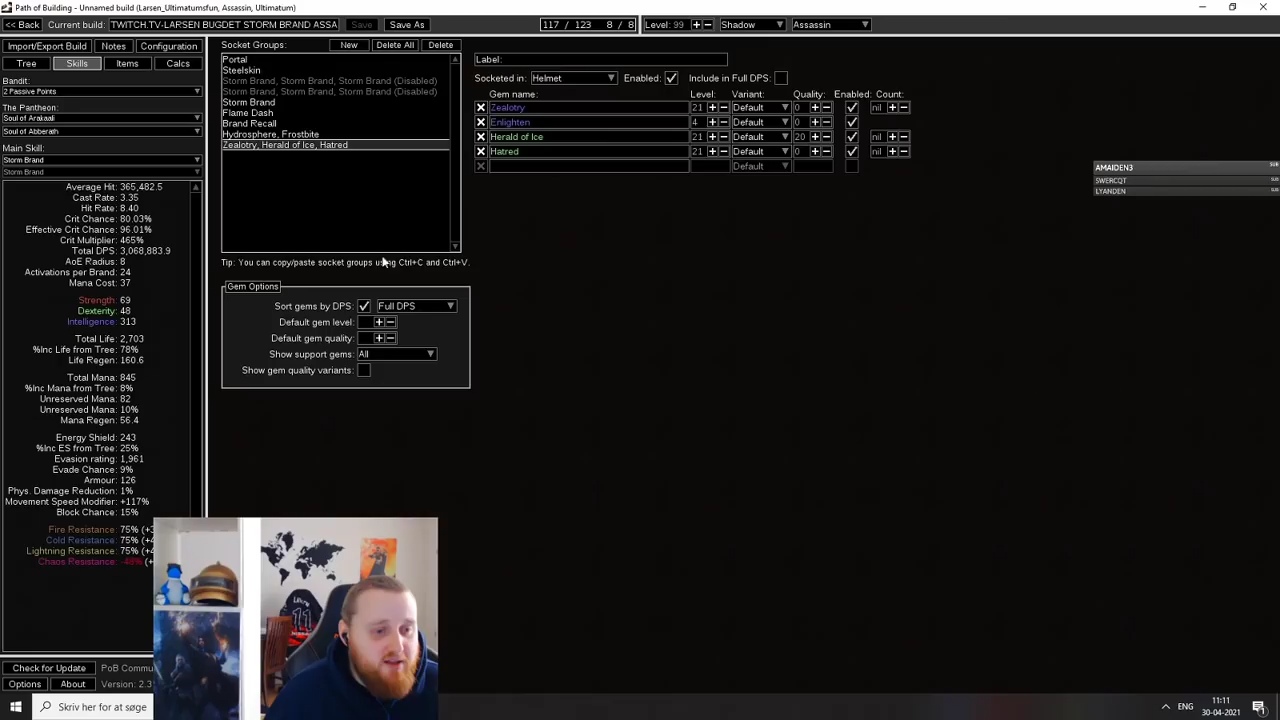 Path of Building - Unnamed build (Larsen_Ultimatumsfun, Assassin, Ultimatum)
<< Back Current build: TWITCH.TV-LARSEN BUGDET STORM BRAND ASSA Save Save As 117 / 123 8 / 8 Level: 99 + - Shadow Assassin
Import/Export Build Notes Configuration
Tree Skills Items Calcs
Bandit:
2 Passive Points
The Pantheon:
Soul of Arakaali
Soul of Abberath
Main Skill:
Storm Brand
Storm Brand
Average Hit: 365,482.5
Cast Rate: 3.35
Hit Rate: 8.40
Crit Chance: 80.03%
Effective Crit Chance: 96.01%
Crit Multiplier: 465%
Total DPS: 3,068,883.9
AoE Radius: 8
Activations per Brand: 24
Mana Cost: 37
Strength: 69
Dexterity: 48
Intelligence: 313
Total Life: 2,703
%Inc Life from Tree: 78%
Life Regen: 160.6
Total Mana: 845
%Inc Mana from Tree: 8%
Unreserved Mana: 82
Unreserved Mana: 10%
Mana Regen: 56.4
Energy Shield: 243
%Inc ES from Tree: 25%
Evasion rating: 1,961
Evade Chance: 9%
Armour: 126
Phys. Damage Reduction: 1%
Movement Speed Modifier: +117%
Block Chance: 15%
Fire Resistance: 75%
Cold Resistance: 75%
Lightning Resistance: 75%
Chaos Resistance: -48%
Check for Update PoB Commu
Options About Version: 2.3
Socket Groups: New Delete All Delete
Portal
Steelskin
Storm Brand, Storm Brand, Storm Brand (Disabled)
Storm Brand, Storm Brand, Storm Brand (Disabled)
Storm Brand
Flame Dash
Brand Recall
Hydrosphere, Frostbite
Zealotry, Herald of Ice, Hatred
Tip: You can copy/paste socket groups using Ctrl+C and Ctrl+V.
Gem Options
Sort gems by DPS: Full DPS
Default gem level: + -
Default gem quality: + -
Show support gems: All
Show gem quality variants:
Label:
Socketed in: Helmet Enabled: Include in Full DPS:
Gem name: Level: Variant: Quality: Enabled: Count:
Zealotry 21 + - Default 0 + - nil + -
Enlighten 4 + - Default 0 + -
Herald of Ice 21 + - Default 20 + - nil + -
Hatred 21 + - Default 0 + - nil + -
Default
AMAIDEN3 SUB
SWERCQT SUB
LYANDEN SUB
LARSEN
11
Skriv her for at søge
ENG
11:11
30-04-2021
1